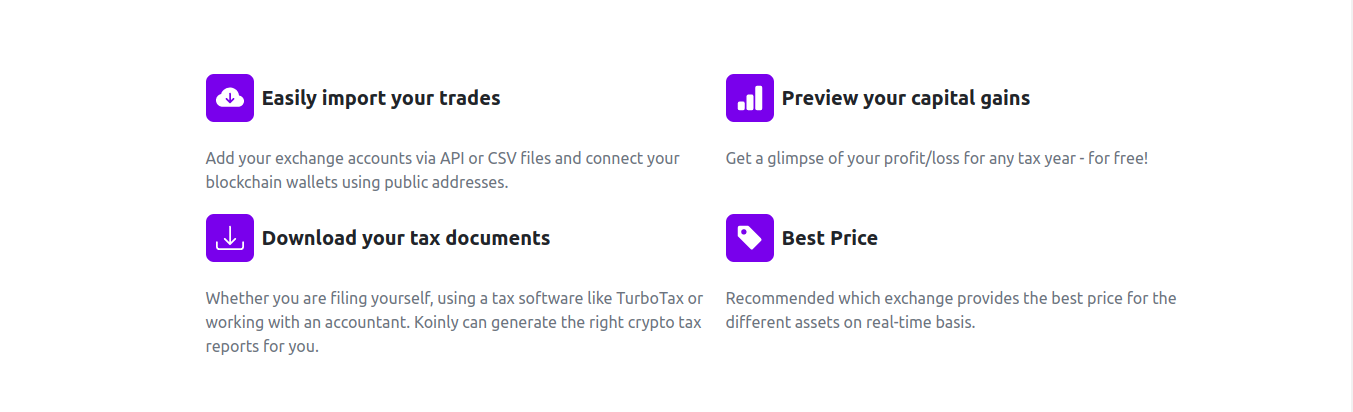 Easily import your trades
Add your exchange accounts via API or CSV files and connect your
blockchain wallets using public addresses.
Preview your capital gains
Get a glimpse of your profit/loss for any tax year - for free!
Download your tax documents
Whether you are filing yourself, using a tax software like TurboTax or
working with an accountant. Koinly can generate the right crypto tax
reports for you.
Best Price
Recommended which exchange provides the best price for the
different assets on real-time basis.